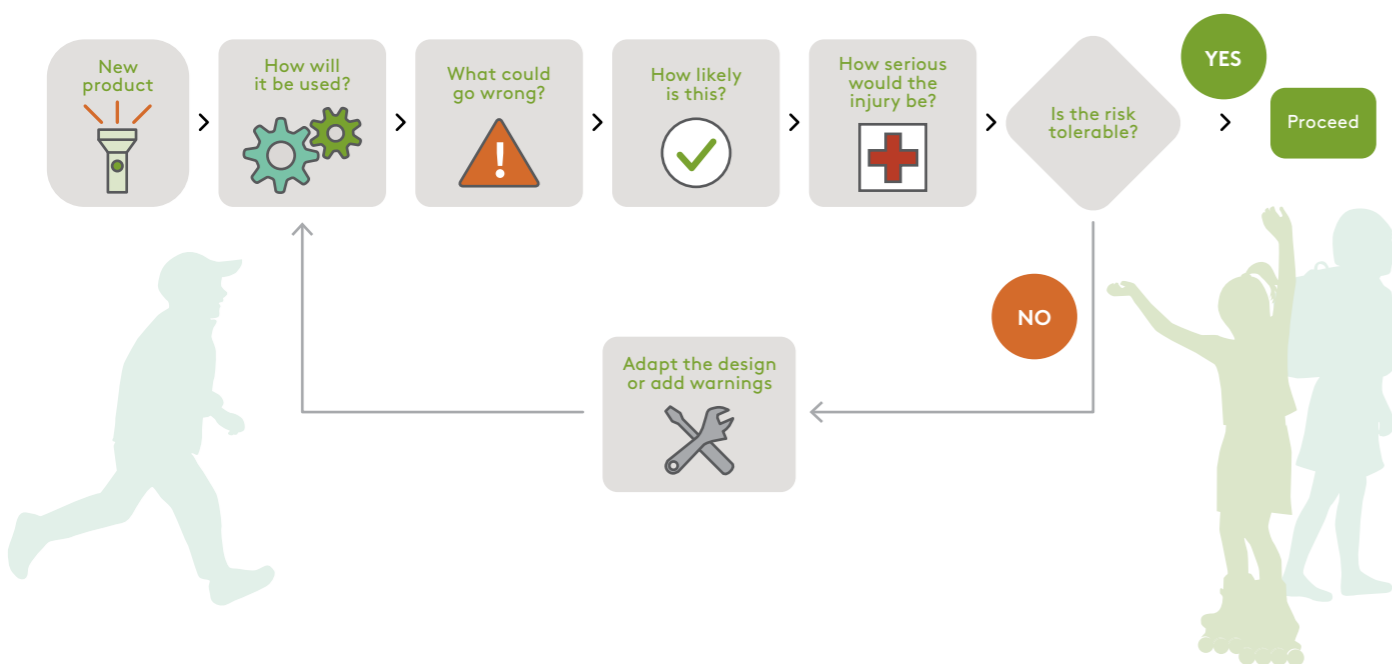 New
product
How will
it be used?
What could
go wrong?
How likely
is this?
How serious
would the
injury be?
Is the risk
tolerable?
YES
Proceed
NO
Adapt the design
or add warnings